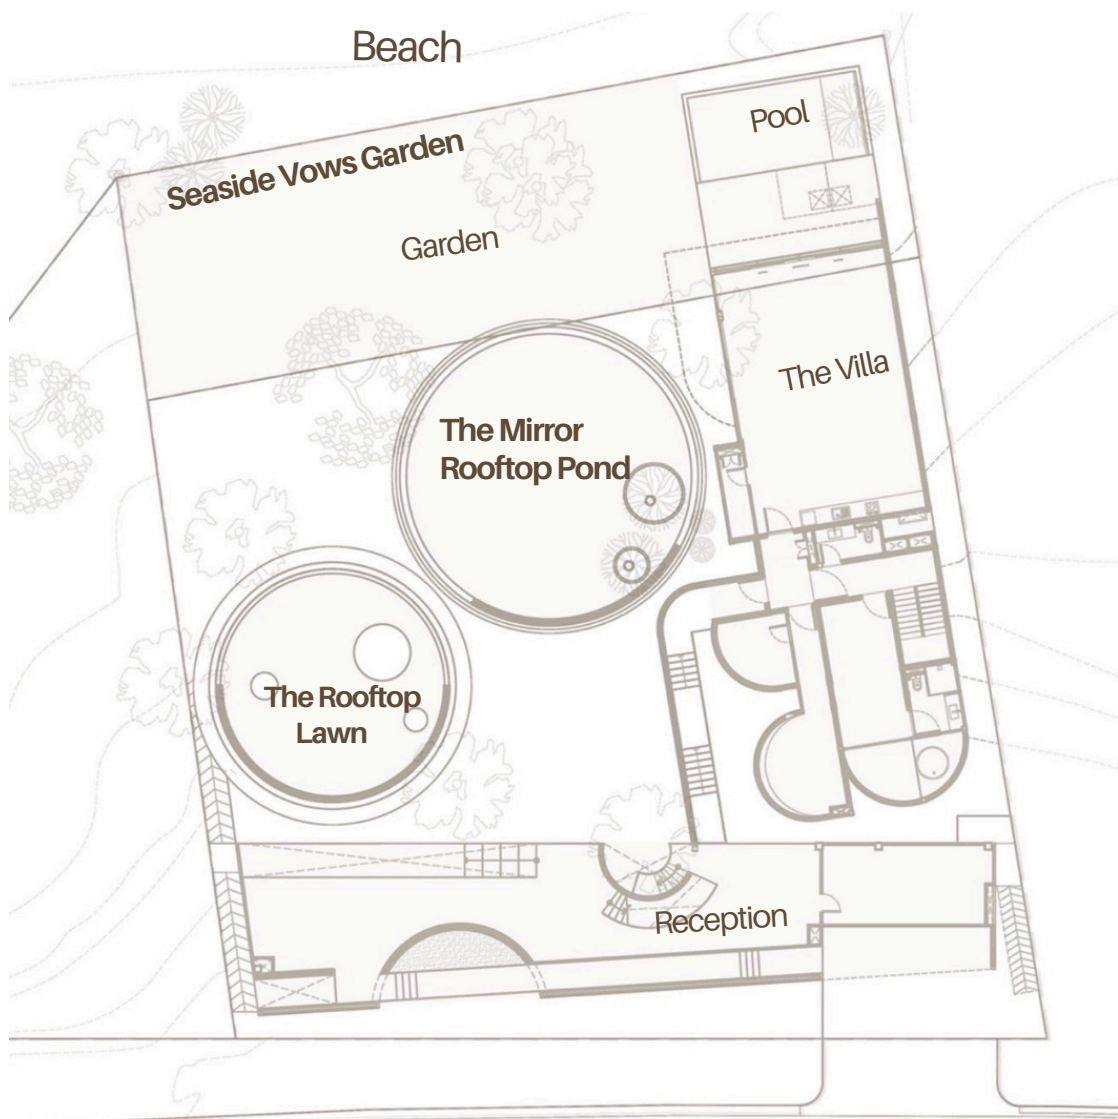 Beach
Pool
Seaside Vows Garden
Garden
The Villa
The Mirror
Rooftop Pond
The Rooftop
Lawn
Reception